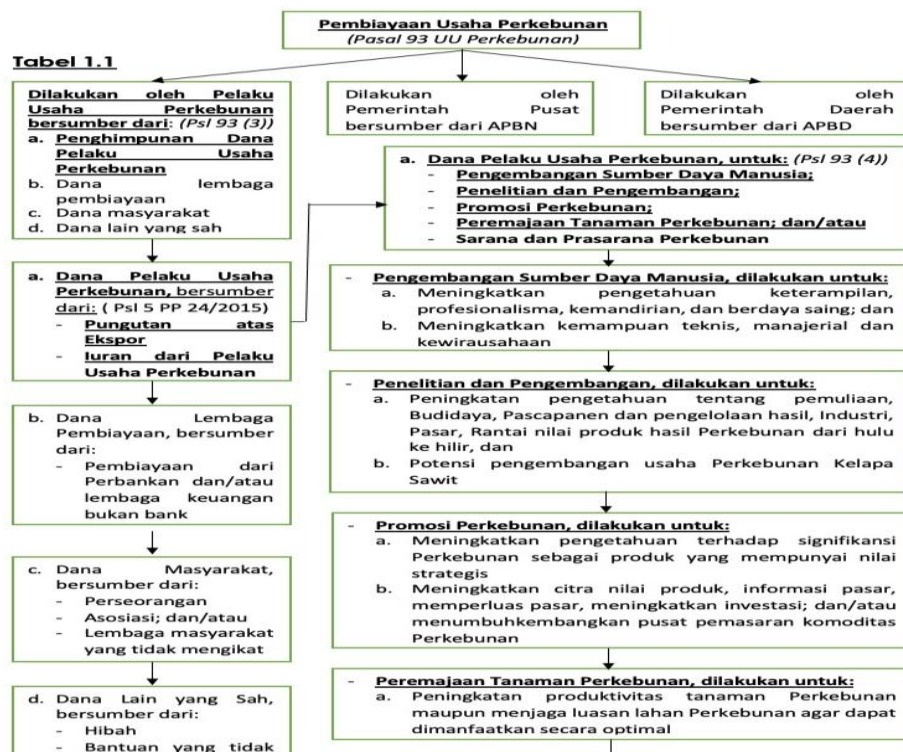 Pembiayaan Usaha Perkebunan
(Pasal 93 UU Perkebunan)
Tabel 1.1
Dilakukan oleh Pelaku
Usaha Perkebunan
bersumber dari: (Psl 93 (3))
a. Penghimpunan Dana
Pelaku Usaha
Perkebunan
b. Dana lembaga
pembiayaan
c. Dana masyarakat
d. Dana lain yang sah
Dilakukan oleh
Pemerintah Pusat
bersumber dari APBN
Dilakukan oleh
Pemerintah Daerah
bersumber dari APBD
a. Dana Pelaku Usaha Perkebunan, untuk: (Psl 93 (4))
- Pengembangan Sumber Daya Manusia;
- Penelitian dan Pengembangan;
- Promosi Perkebunan;
- Peremajaan Tanaman Perkebunan; dan/atau
- Sarana dan Prasarana Perkebunan
a. Dana Pelaku Usaha
Perkebunan, bersumber
dari: ( Psl 5 PP 24/2015)
- Pungutan atas
Ekspor
- Iuran dari Pelaku
Usaha Perkebunan
- Pengembangan Sumber Daya Manusia, dilakukan untuk:
a. Meningkatkan pengetahuan keterampilan,
profesionalisma, kemandirian, dan berdaya saing; dan
b. Meningkatkan kemampuan teknis, manajerial dan
kewirausahaan
b. Dana Lembaga
Pembiayaan, bersumber
dari:
- Pembiayaan dari
Perbankan dan/atau
lembaga keuangan
bukan bank
- Penelitian dan Pengembangan, dilakukan untuk:
a. Peningkatan pengetahuan tentang pemuliaan,
Budidaya, Pascapanen dan pengelolaan hasil, Industri,
Pasar, Rantai nilai produk hasil Perkebunan dari hulu
ke hilir, dan
b. Potensi pengembangan usaha Perkebunan Kelapa
Sawit
c. Dana Masyarakat,
bersumber dari:
- Perseorangan
- Asosiasi; dan/atau
- Lembaga masyarakat
yang tidak mengikat
- Promosi Perkebunan, dilakukan untuk:
a. Meningkatkan pengetahuan terhadap signifikansi
Perkebunan sebagai produk yang mempunyai nilai
strategis
b. Meningkatkan citra nilai produk, informasi pasar,
memperluas pasar, meningkatkan investasi; dan/atau
menumbuhkembangkan pusat pemasaran komoditas
Perkebunan
d. Dana Lain yang Sah,
bersumber dari:
- Hibah
- Bantuan yang tidak
- Peremajaan Tanaman Perkebunan, dilakukan untuk:
a. Peningkatan produktivitas tanaman Perkebunan
maupun menjaga luasan lahan Perkebunan agar dapat
dimanfaatkan secara optimal